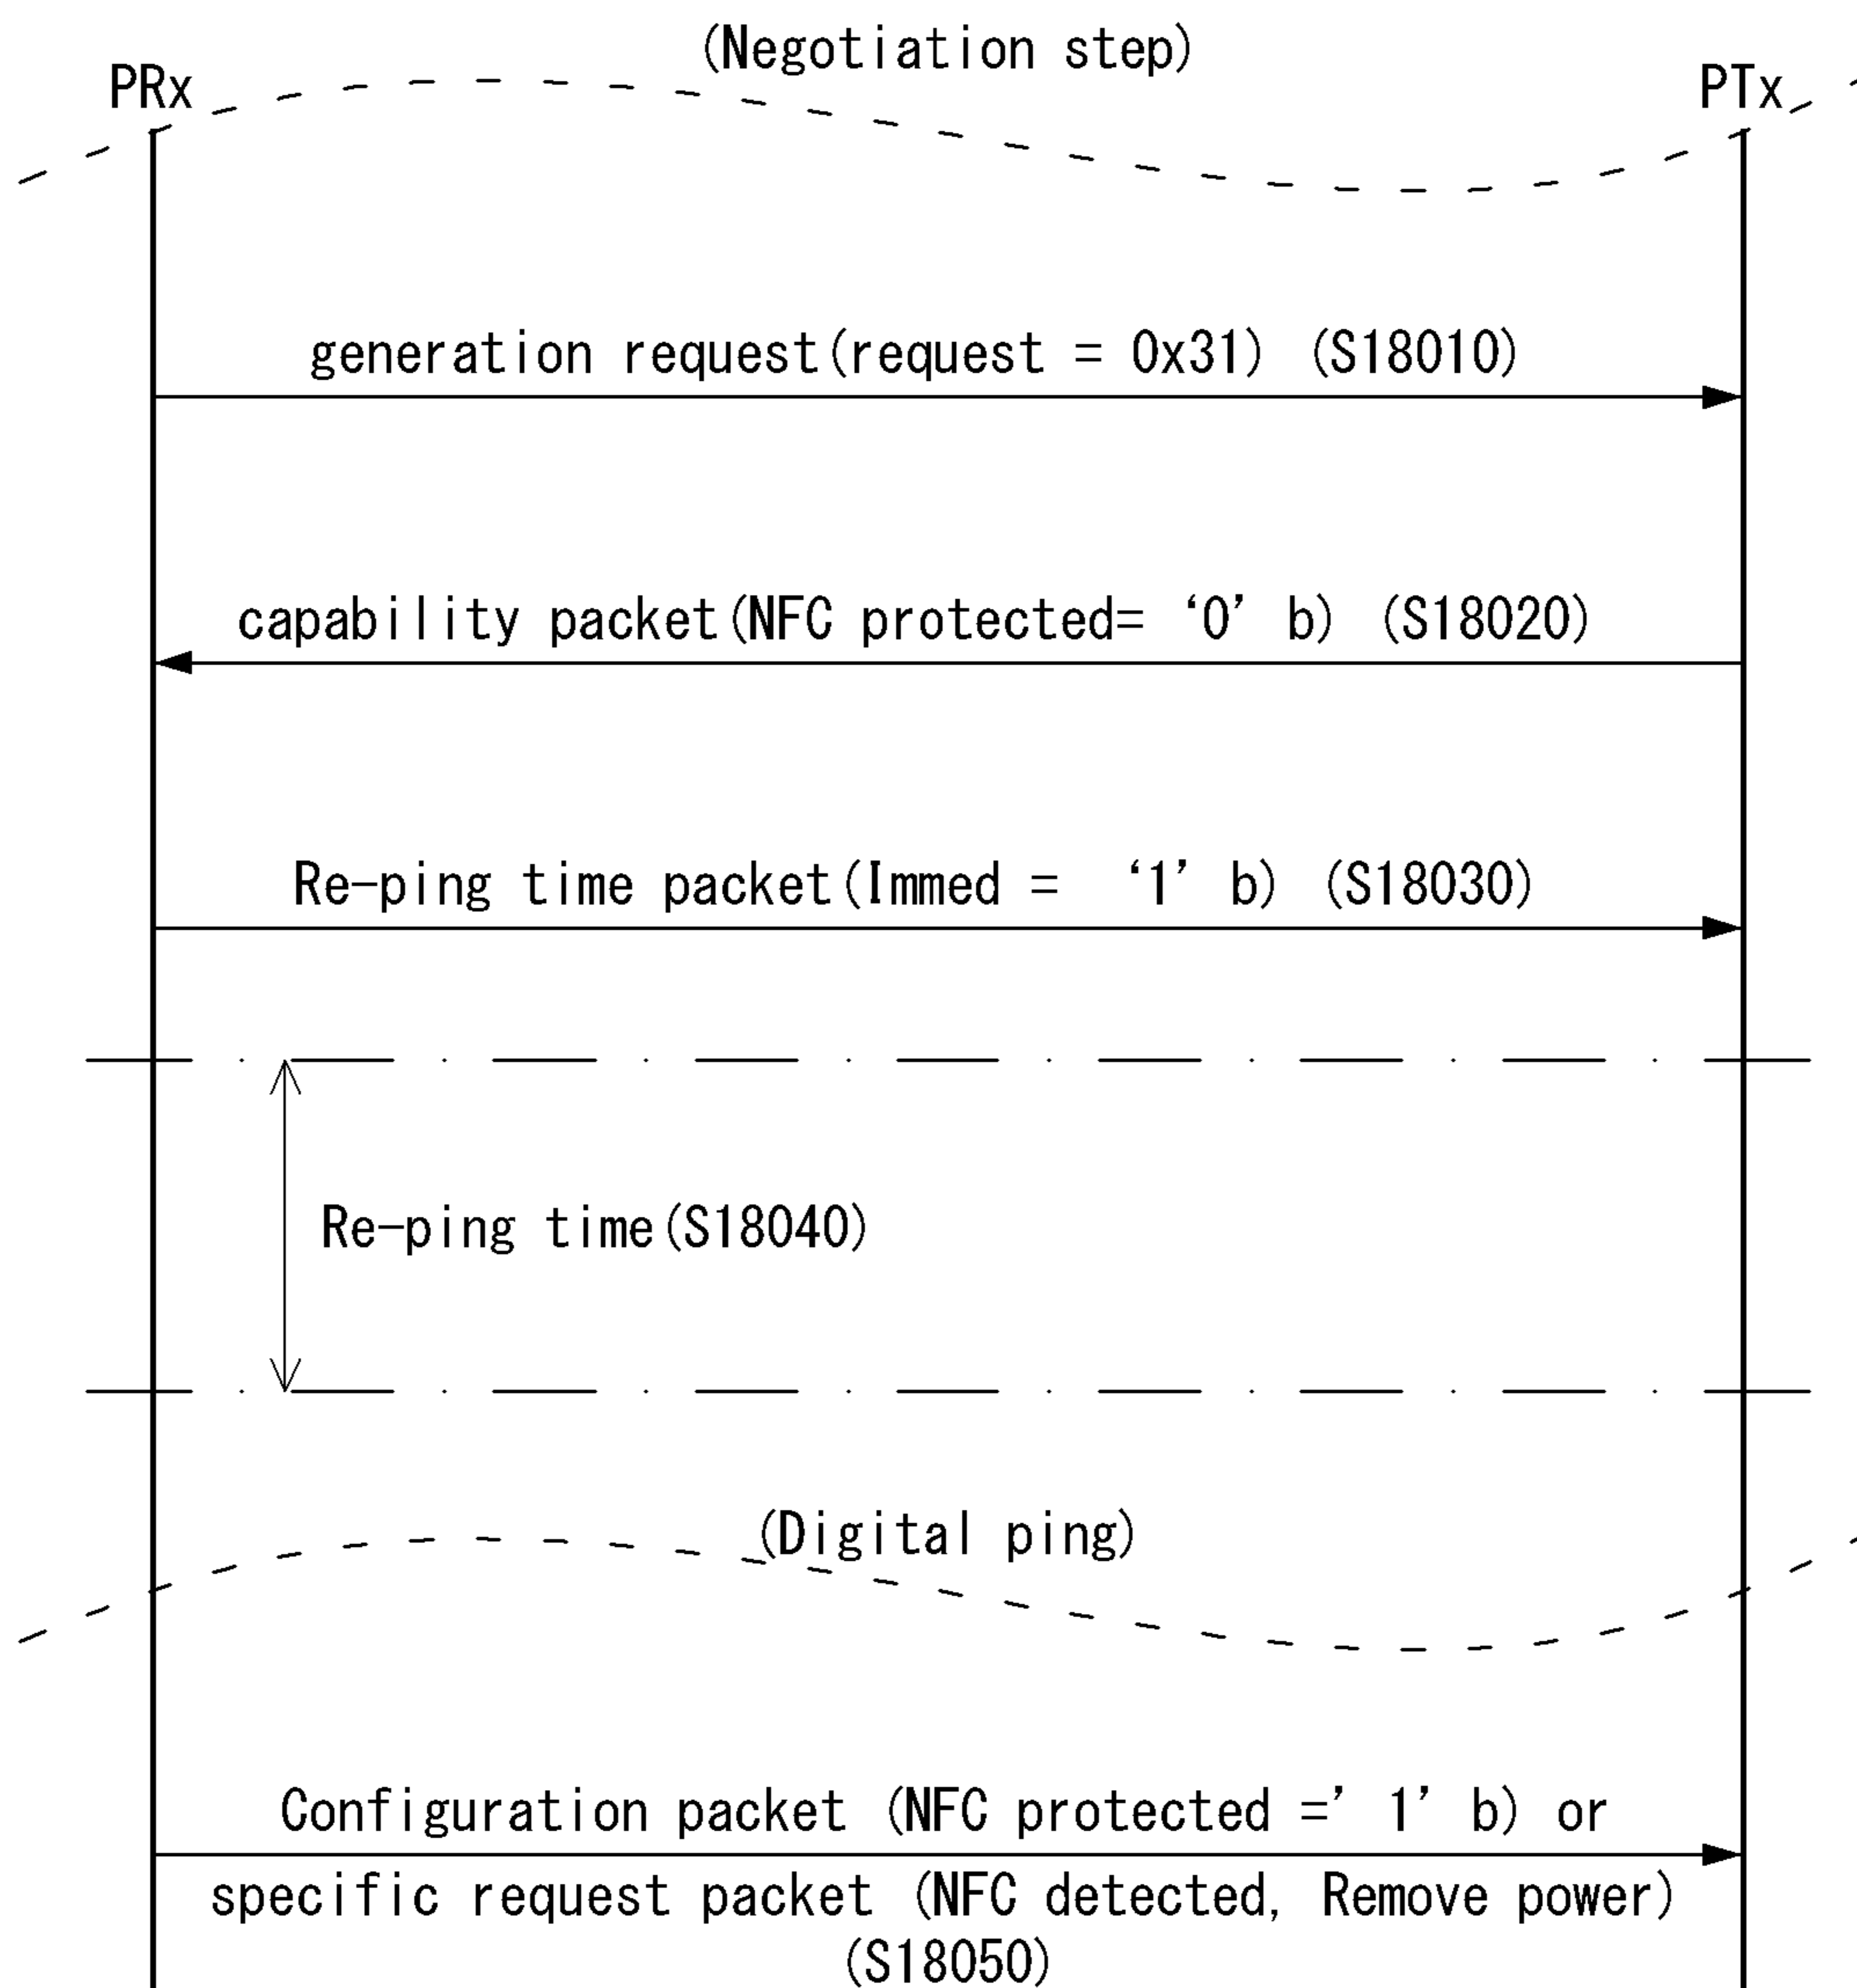 (Negotiation step)
PRx
PTx
generation request(request = 0x31) (S18010)
capability packet(NFC protected= ‘0’ b) (S18020)
Re-ping time packet(Immed = ‘1’ b) (S18030)
Re-ping time(S18040)
(Digital ping)
Configuration packet (NFC protected =’ 1’ b) or
specific request packet (NFC detected, Remove power)
(S18050)